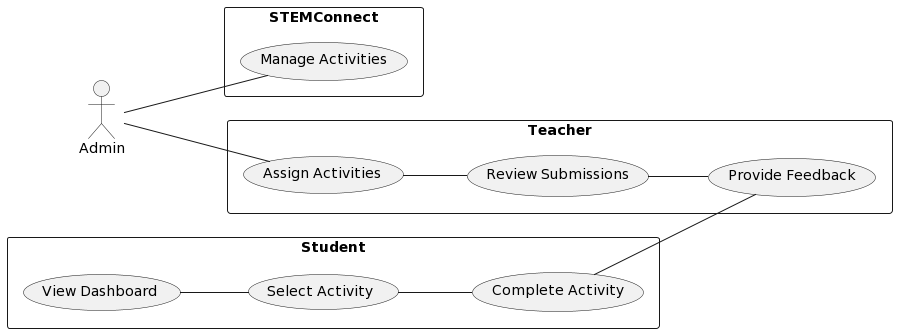 STEMConnect
Manage Activities
Admin
Teacher
Assign Activities
Review Submissions
Provide Feedback
Student
View Dashboard
Select Activity
Complete Activity